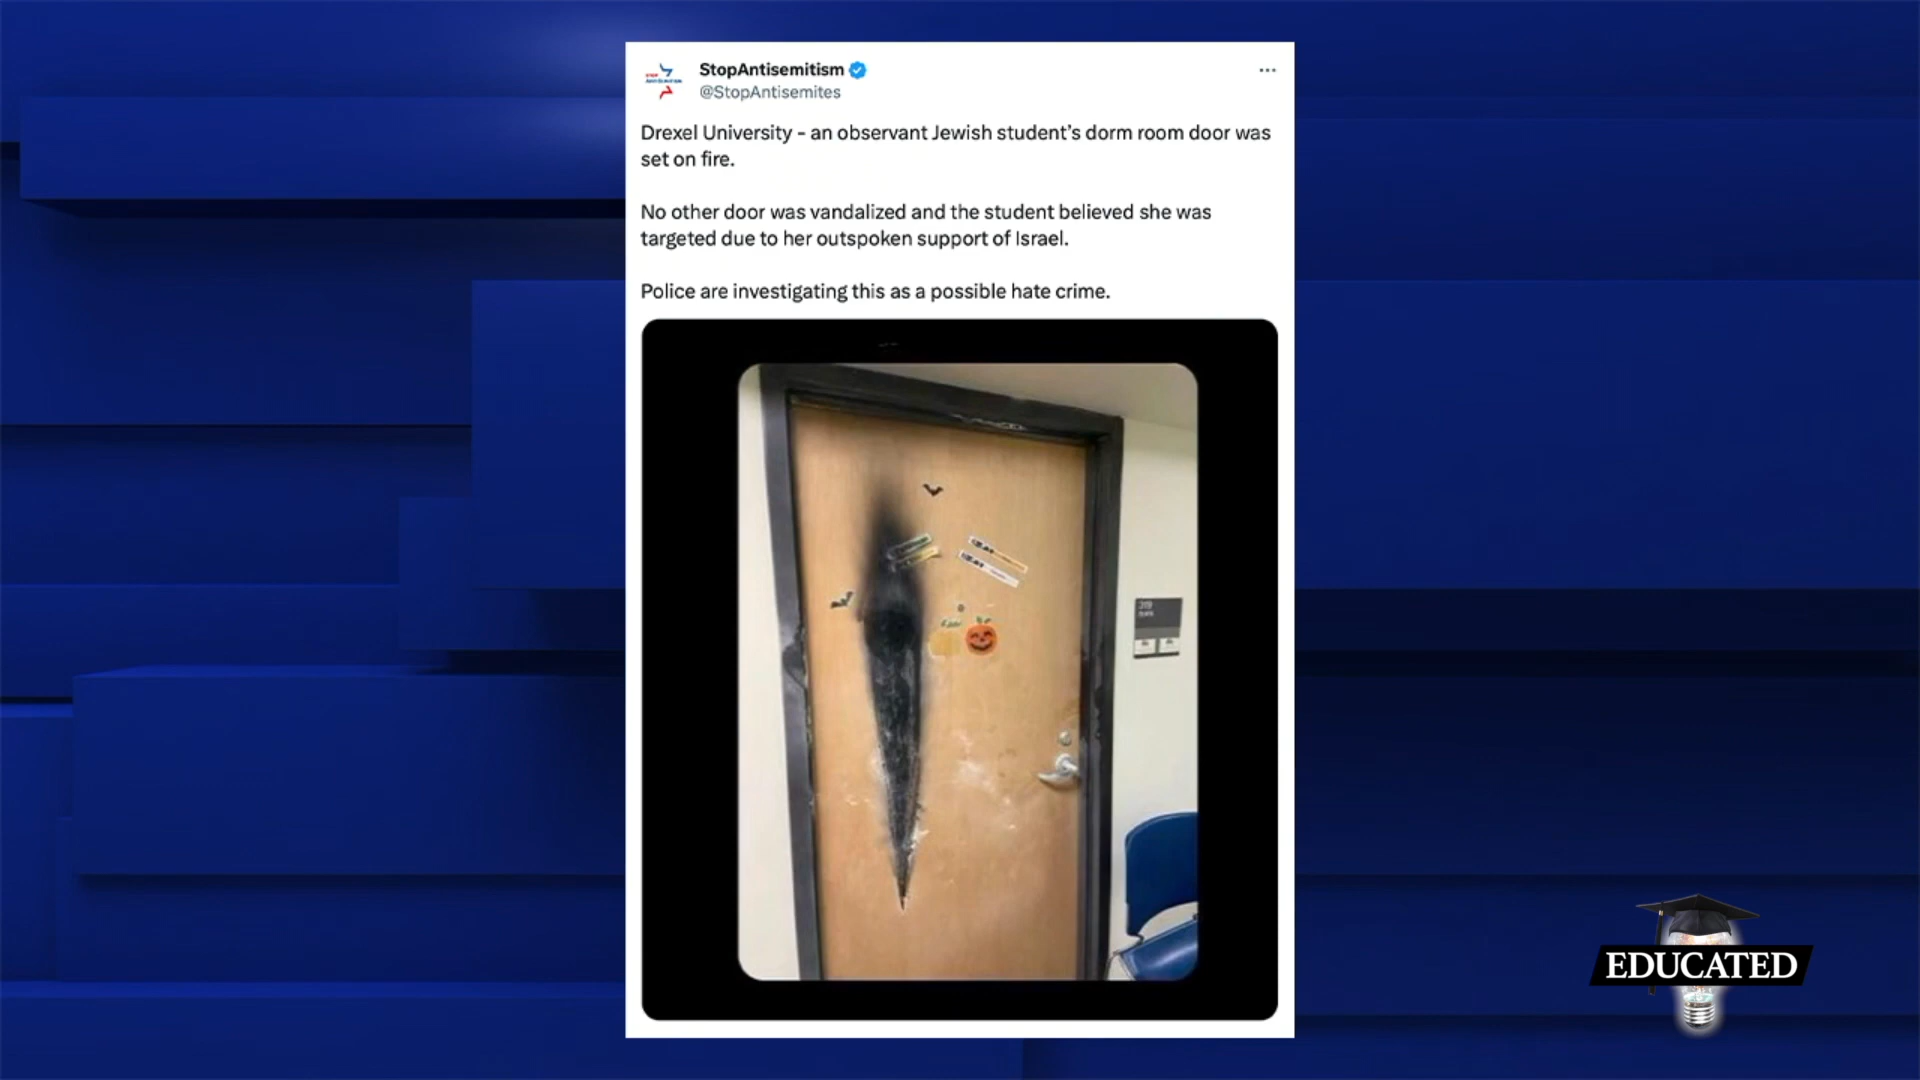 StopAntisemitism
@StopAntisemites
Drexel University - an observant Jewish student's dorm room door was
set on fire.
No other door was vandalized and the student believed she was
targeted due to her outspoken support of Israel.
Police are investigating this as a possible hate crime.
EDUCATED